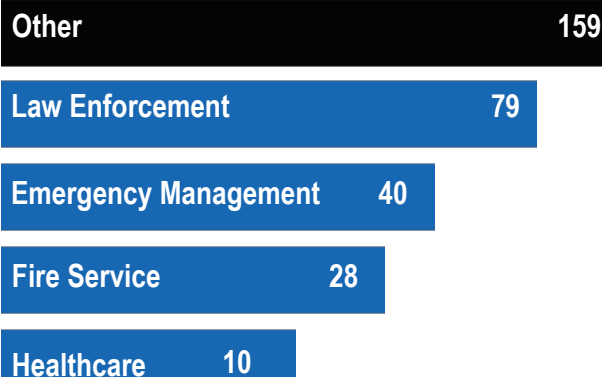 Other 159
Law Enforcement 79
Emergency Management 40
Fire Service 28
Healthcare 10